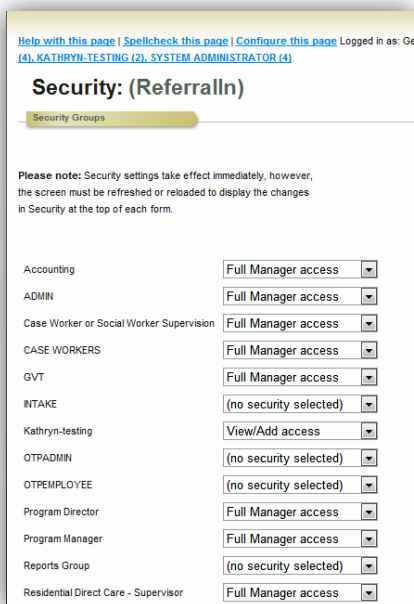 Help with this page | Spellcheck this page | Configure this page Logged in as: Ge
(4), KATHRYN-TESTING (2), SYSTEM ADMINISTRATOR (4)
Security: (ReferralIn)
Security Groups
Please note: Security settings take effect immediately, however,
the screen must be refreshed or reloaded to display the changes
in Security at the top of each form.
Accounting Full Manager access
ADMIN Full Manager access
Case Worker or Social Worker Supervision Full Manager access
CASE WORKERS Full Manager access
GVT Full Manager access
INTAKE (no security selected)
Kathryn-testing View/Add access
OTPADMIN (no security selected)
OTPEMPLOYEE (no security selected)
Program Director Full Manager access
Program Manager Full Manager access
Reports Group (no security selected)
Residential Direct Care - Supervisor Full Manager access